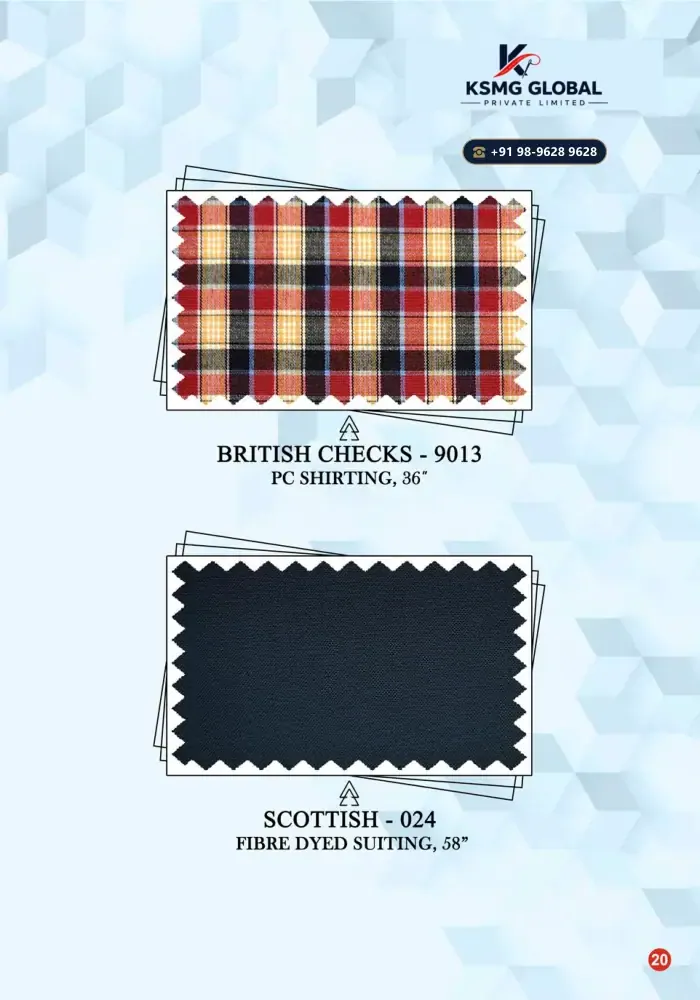 KSMG GLOBAL
PRIVATE LIMITED
+91 98-9628 9628
BRITISH CHECKS - 9013
PC SHIRTING, 36"
SCOTTISH - 024
FIBRE DYED SUITING, 58”
20